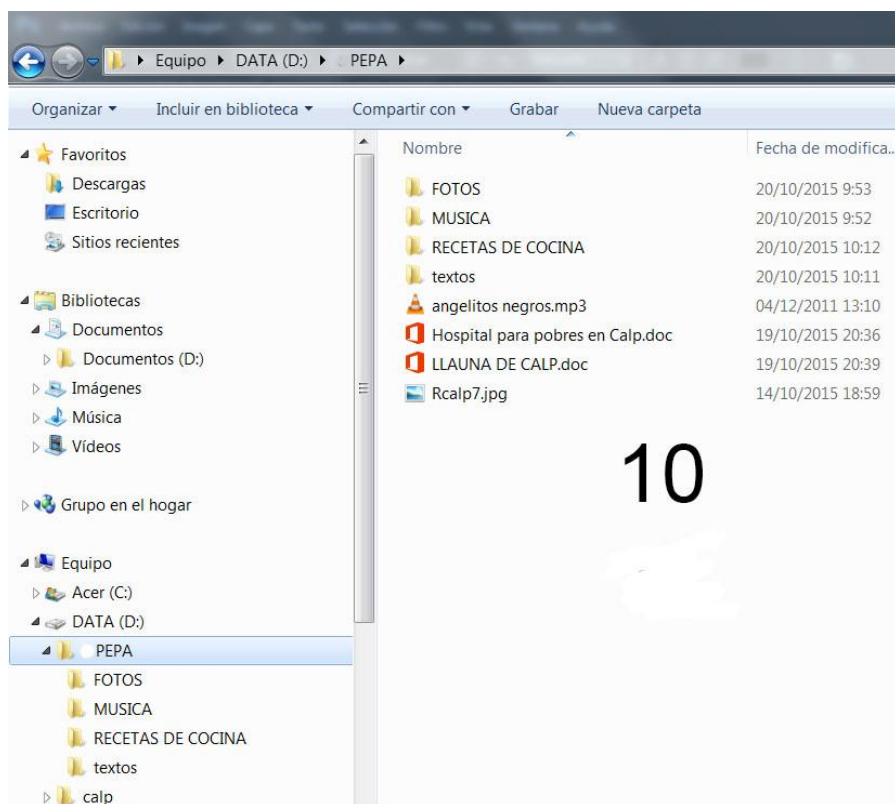 Equipo DATA (D:) PEPA
Organizar Incluir en biblioteca Compartir con Grabar Nueva carpeta
Favoritos
Descargas
Escritorio
Sitios recientes
Bibliotecas
Documentos
Documentos (D:)
Imágenes
Música
Vídeos
Grupo en el hogar
Equipo
Acer (C:)
DATA (D:)
PEPA
FOTOS
MUSICA
RECETAS DE COCINA
textos
calp
Nombre Fecha de modifica...
FOTOS 20/10/2015 9:53
MUSICA 20/10/2015 9:52
RECETAS DE COCINA 20/10/2015 10:12
textos 20/10/2015 10:11
angelitos negros.mp3 04/12/2011 13:10
Hospital para pobres en Calp.doc 19/10/2015 20:36
LLAUNA DE CALP.doc 19/10/2015 20:39
Rcalp7.jpg 14/10/2015 18:59
10